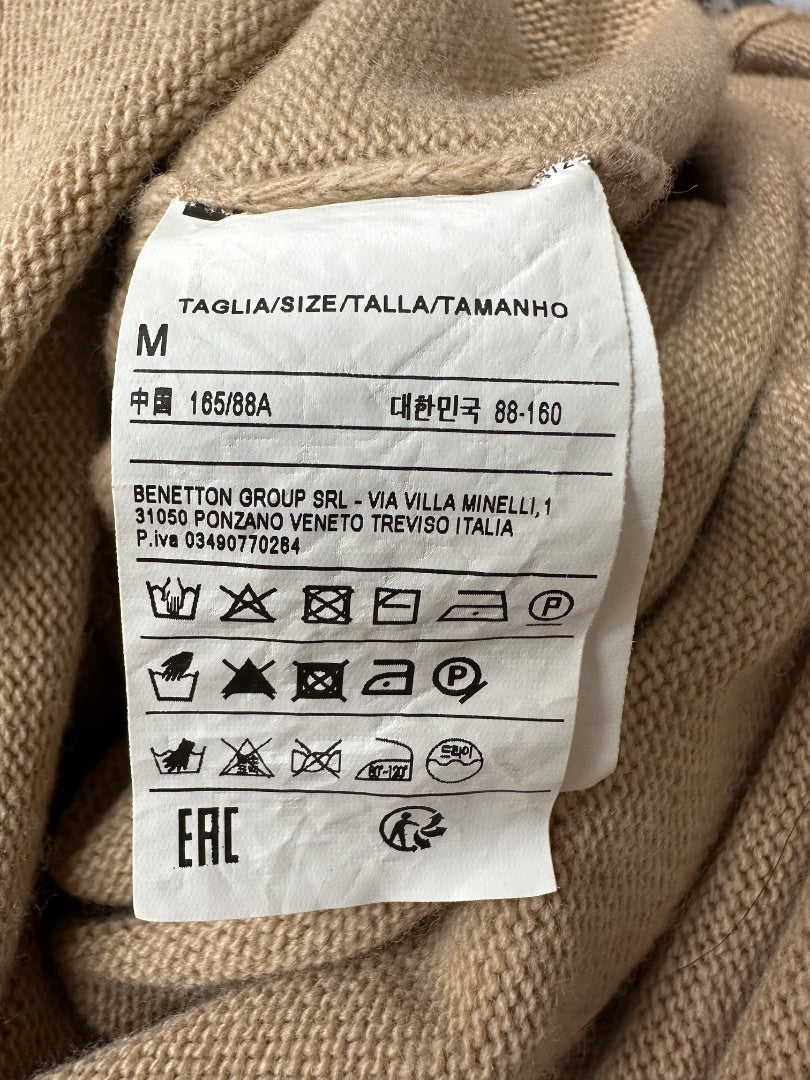 TAGLIA/SIZE/TALLA/TAMANHO
M
中国 165/88A 대한민국 88-160
BENETTON GROUP SRL - VIA VILLA MINELLI,1
31050 PONZANO VENETO TREVISO ITALIA
P.iva 03490770264
P
P
80°-120° 드라이
EAC